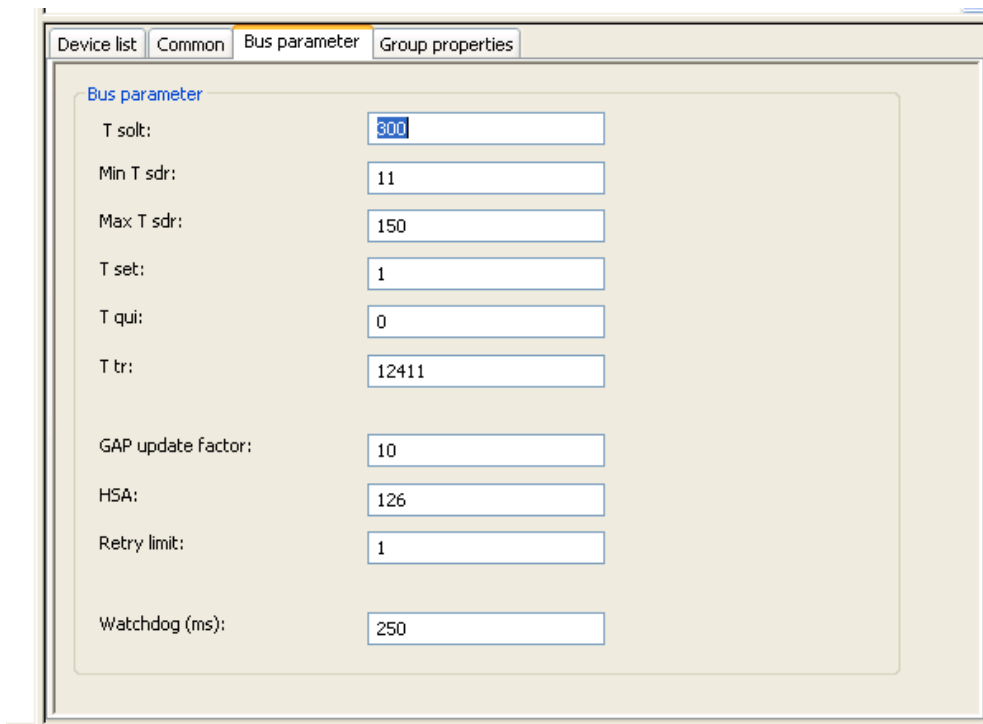 Device list Common Bus parameter Group properties
Bus parameter
T solt: 300
Min T sdr: 11
Max T sdr: 150
T set: 1
T qui: 0
T tr: 12411
GAP update factor: 10
HSA: 126
Retry limit: 1
Watchdog (ms): 250